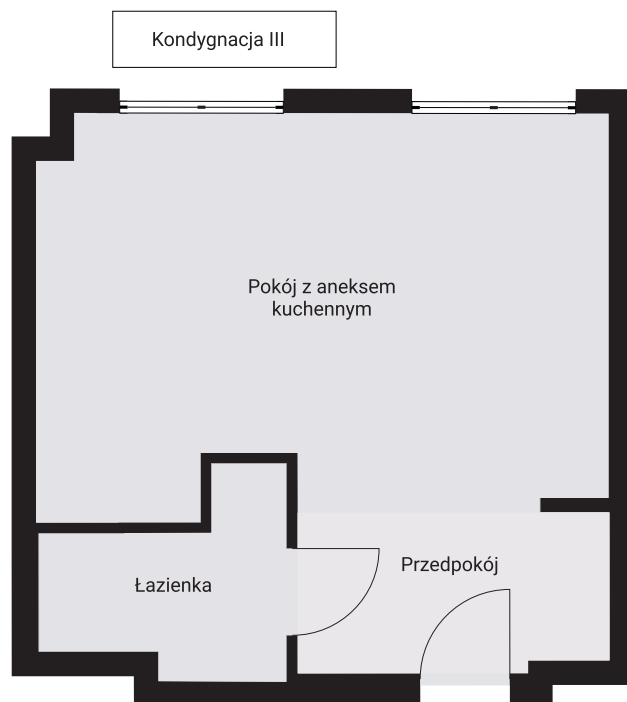 Kondygnacja III
Pokój z aneksem
kuchennym
Przedpokój
Łazienka